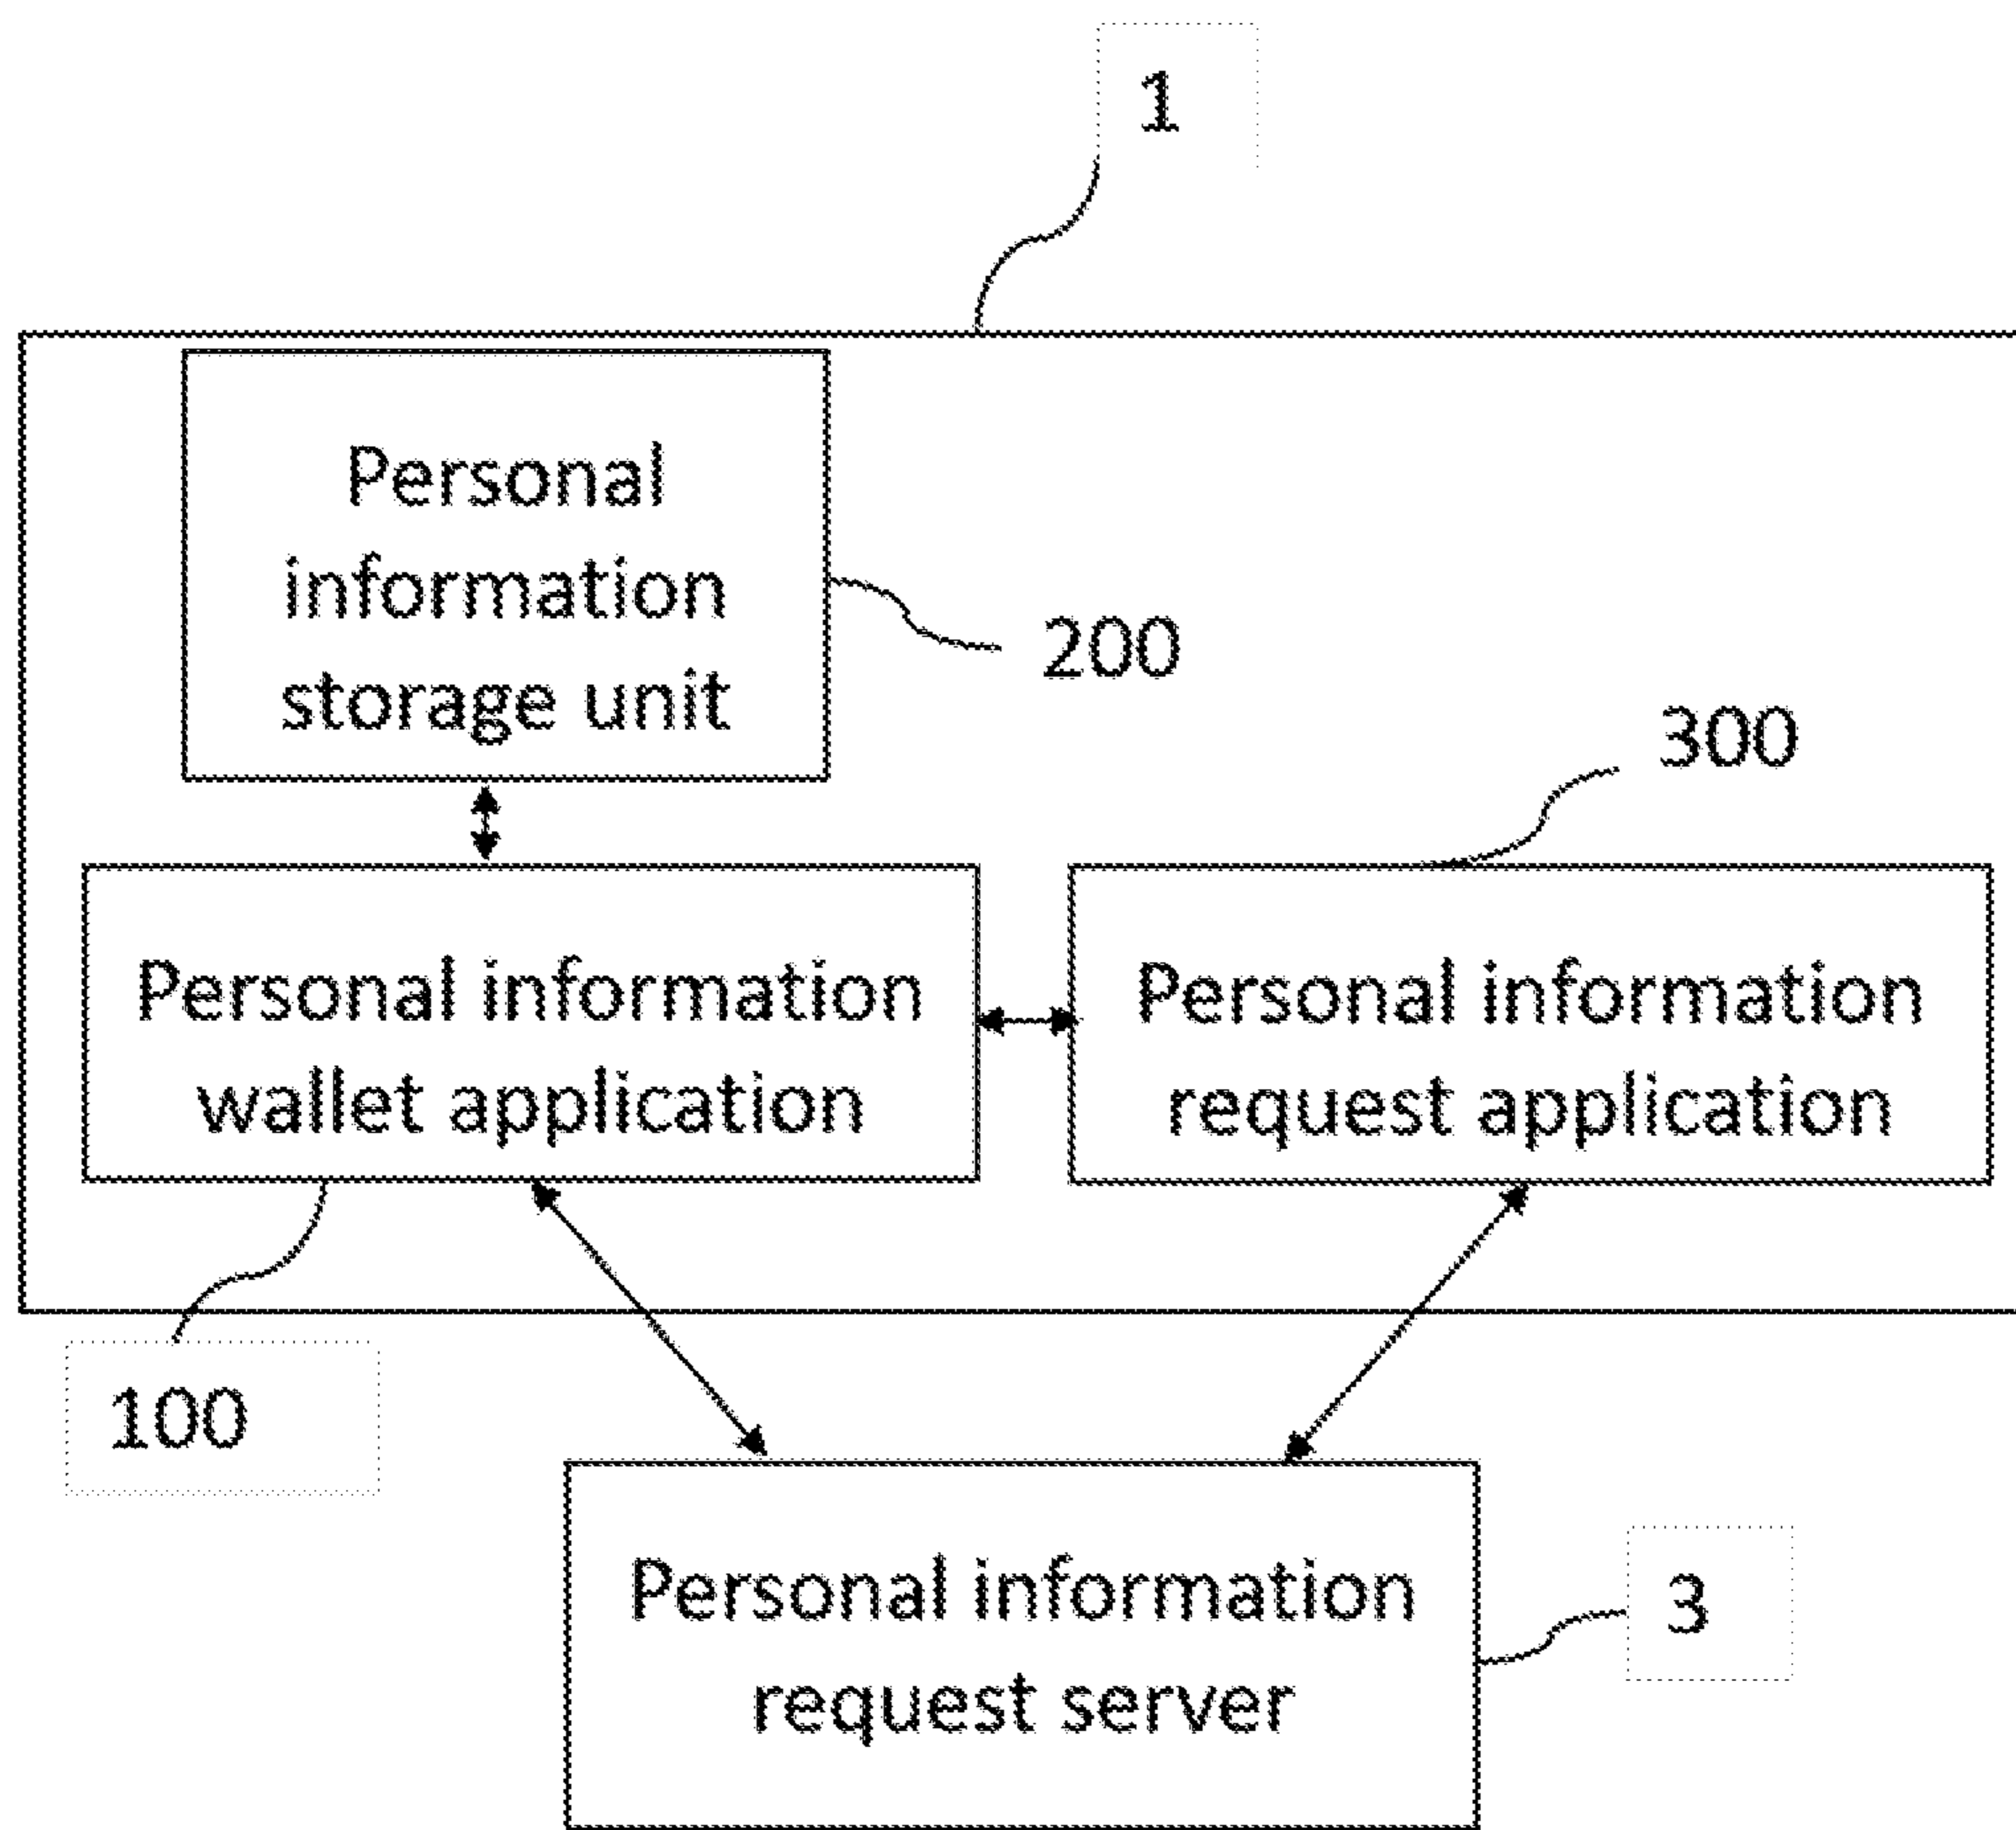 1
Personal
information
storage unit
200
300
Personal information
wallet application
Personal information
request application
100
Personal information
request server
3